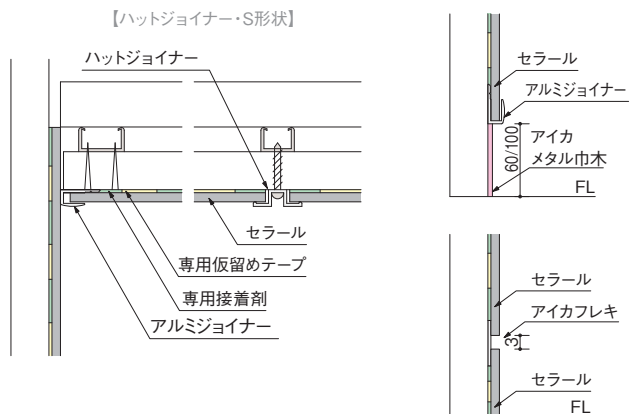 【ハットジョイナー・S形状】
ハットジョイナー
セラール
専用仮留めテープ
専用接着剤
アルミジョイナー
セラール
アルミジョイナー
60/100
アイカ
メタル巾木
FL
セラール
アイカフレキ
3
セラール
FL